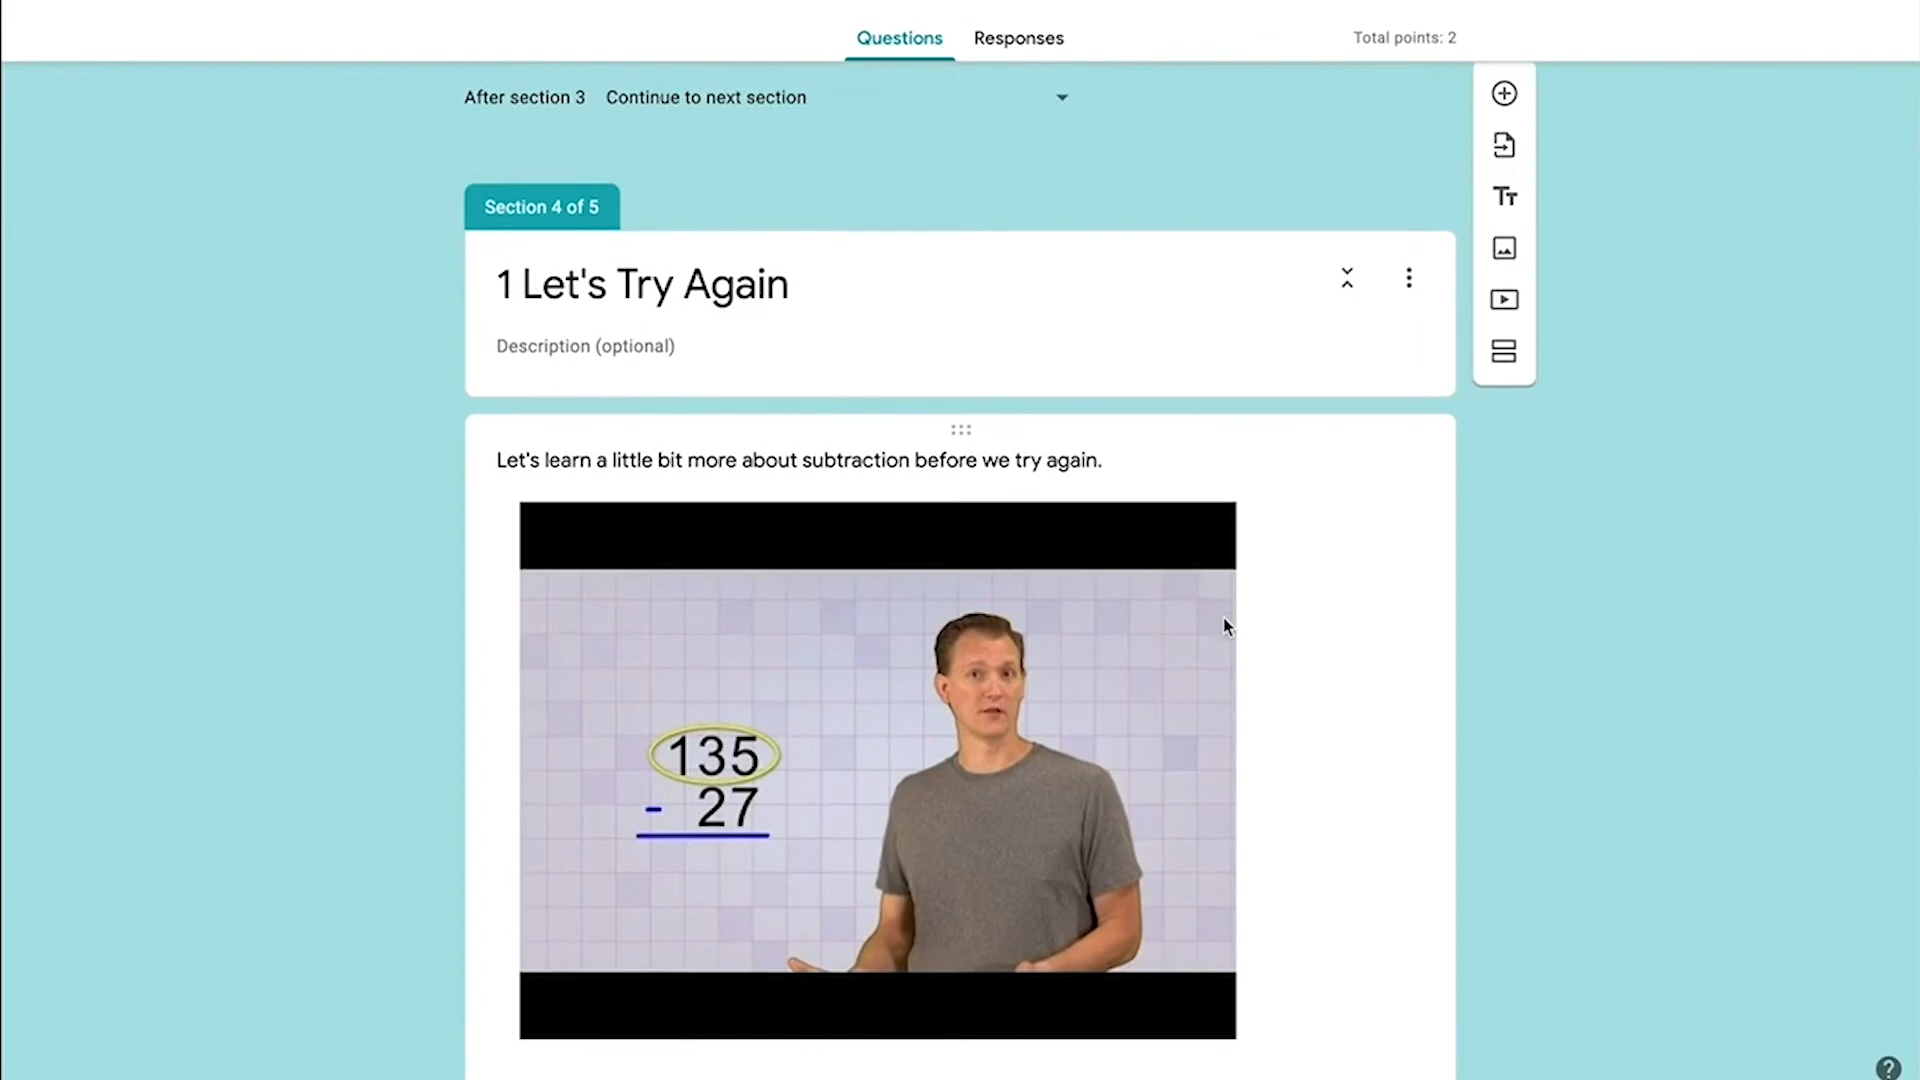 Questions Responses Total points: 2
After section 3 Continue to next section
Section 4 of 5
1 Let's Try Again
Description (optional)
Let's learn a little bit more about subtraction before we try again.
135
- 27